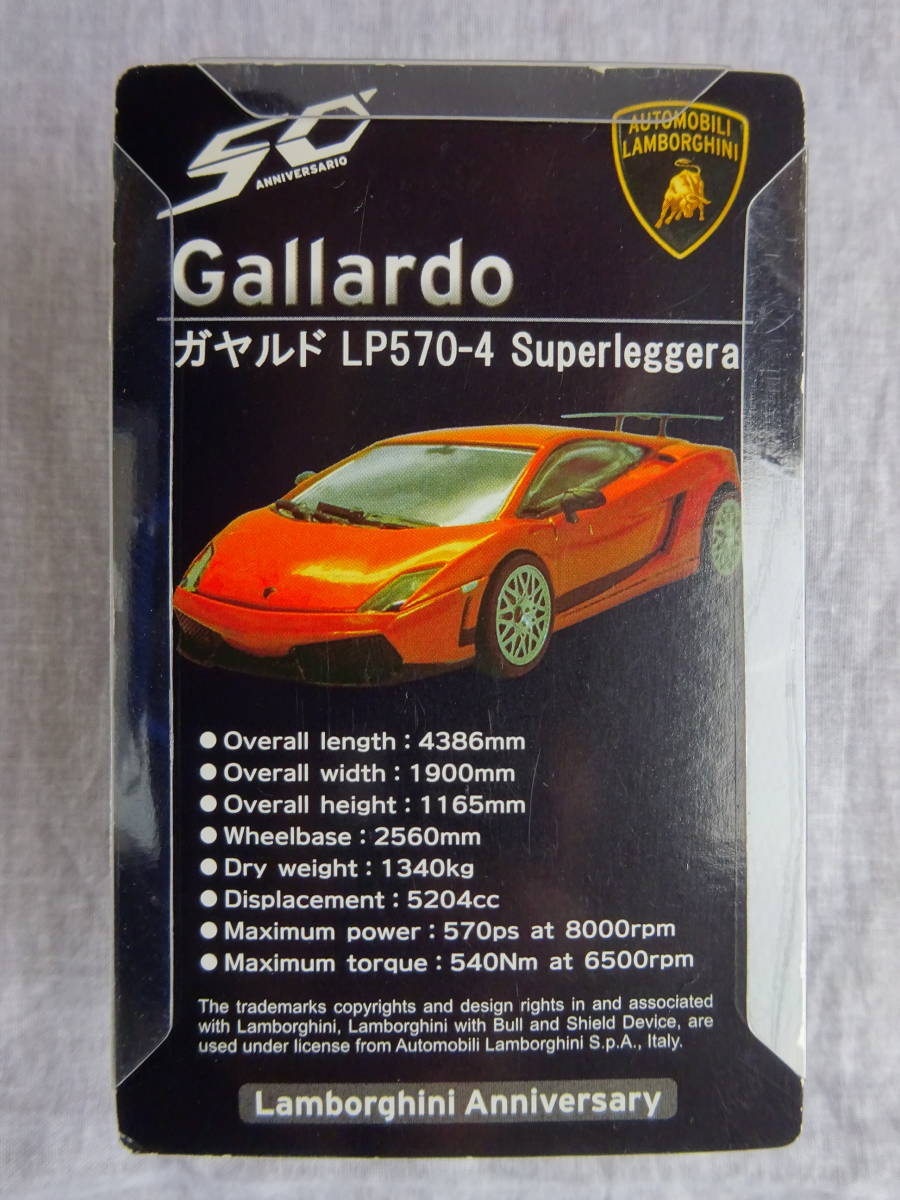 50°
ANNIVERSARIO
AUTOMOBILI
LAMBORGHINI
Gallardo
ガヤルド LP570-4 Superleggera
● Overall length：4386mm
● Overall width：1900mm
● Overall height：1165mm
● Wheelbase：2560mm
● Dry weight：1340kg
● Displacement：5204cc
● Maximum power：570ps at 8000rpm
● Maximum torque：540Nm at 6500rpm
The trademarks copyrights and design rights in and associated
with Lamborghini, Lamborghini with Bull and Shield Device, are
used under license from Automobili Lamborghini S.p.A., Italy.
Lamborghini Anniversary